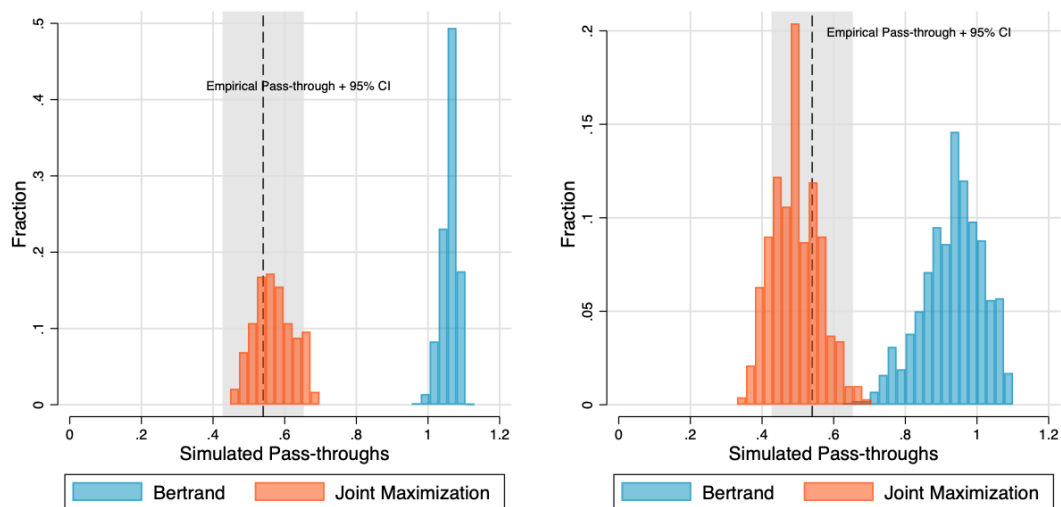 .5
.4
.3
.2
.1
0
Fraction
Empirical Pass-through + 95% CI
0 .2 .4 .6 .8 1 1.2
Simulated Pass-throughs
Bertrand Joint Maximization
.2
.15
.1
.05
0
Fraction
Empirical Pass-through + 95% CI
0 .2 .4 .6 .8 1 1.2
Simulated Pass-throughs
Bertrand Joint Maximization